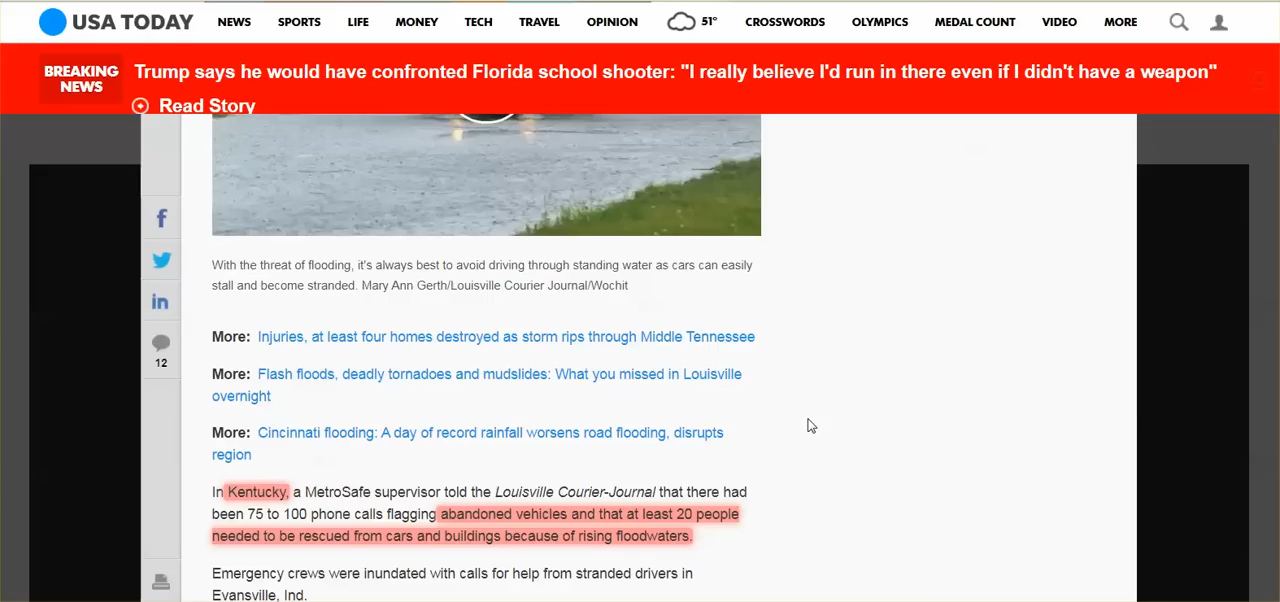 USA TODAY NEWS SPORTS LIFE MONEY TECH TRAVEL OPINION 51° CROSSWORDS OLYMPICS MEDAL COUNT VIDEO MORE
BREAKING NEWS
Trump says he would have confronted Florida school shooter: "I really believe I'd run in there even if I didn't have a weapon"
Read Story
With the threat of flooding, it's always best to avoid driving through standing water as cars can easily
stall and become stranded. Mary Ann Gerth/Louisville Courier Journal/Wochit
More: Injuries, at least four homes destroyed as storm rips through Middle Tennessee
More: Flash floods, deadly tornadoes and mudslides: What you missed in Louisville
overnight
More: Cincinnati flooding: A day of record rainfall worsens road flooding, disrupts
region
12
In Kentucky, a MetroSafe supervisor told the Louisville Courier-Journal that there had
been 75 to 100 phone calls flagging abandoned vehicles and that at least 20 people
needed to be rescued from cars and buildings because of rising floodwaters.
Emergency crews were inundated with calls for help from stranded drivers in
Evansville, Ind.